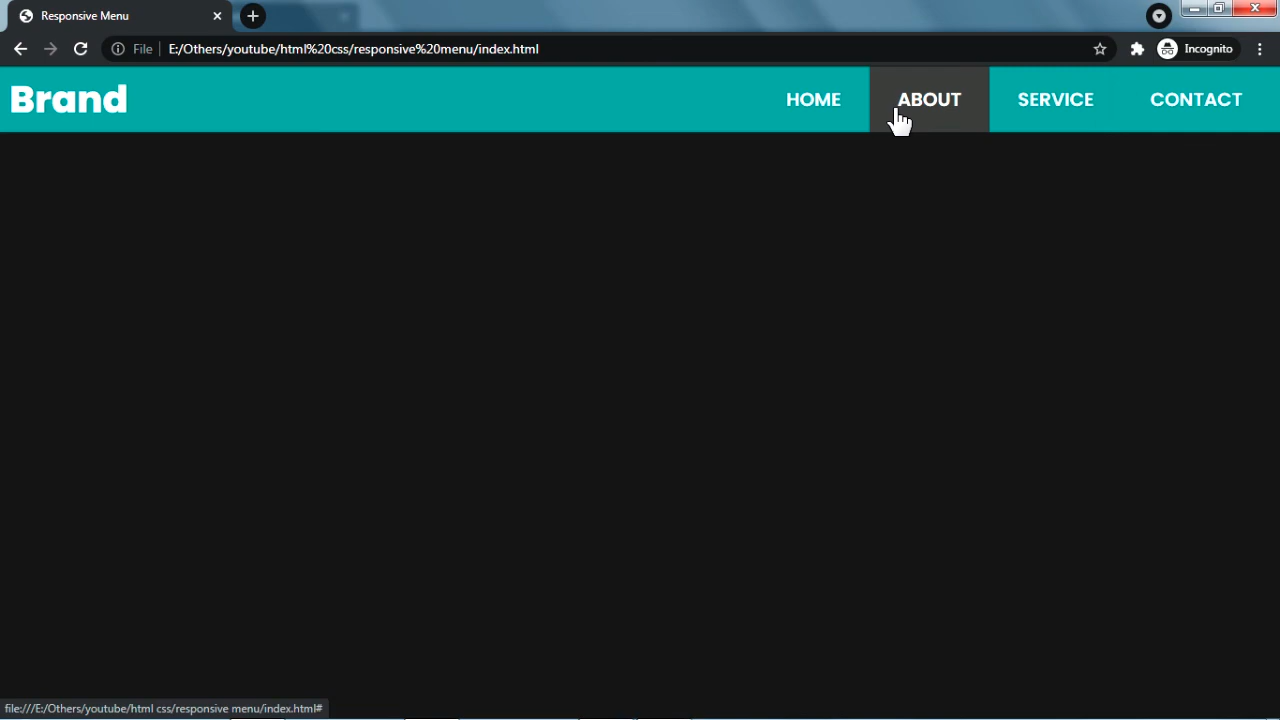 Responsive Menu
File E:/Others/youtube/html%20css/responsive%20menu/index.html Incognito
Brand HOME ABOUT SERVICE CONTACT
file:///E:/Others/youtube/html css/responsive menu/index.html#